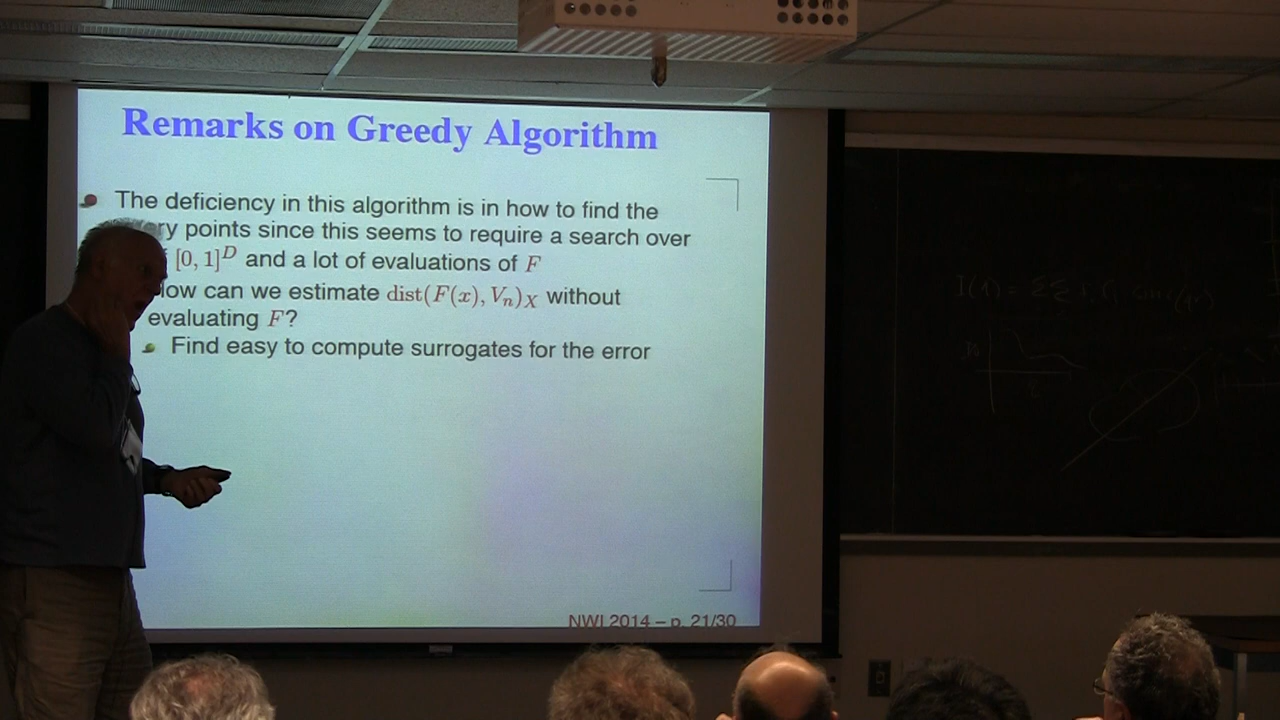 Remarks on Greedy Algorithm
The deficiency in this algorithm is in how to find the
points since this seems to require a search over
[0, 1]^D and a lot of evaluations of F
How can we estimate dist(F(x), V_n)_X without
evaluating F?
Find easy to compute surrogates for the error
NWI 2014 – p. 21/30